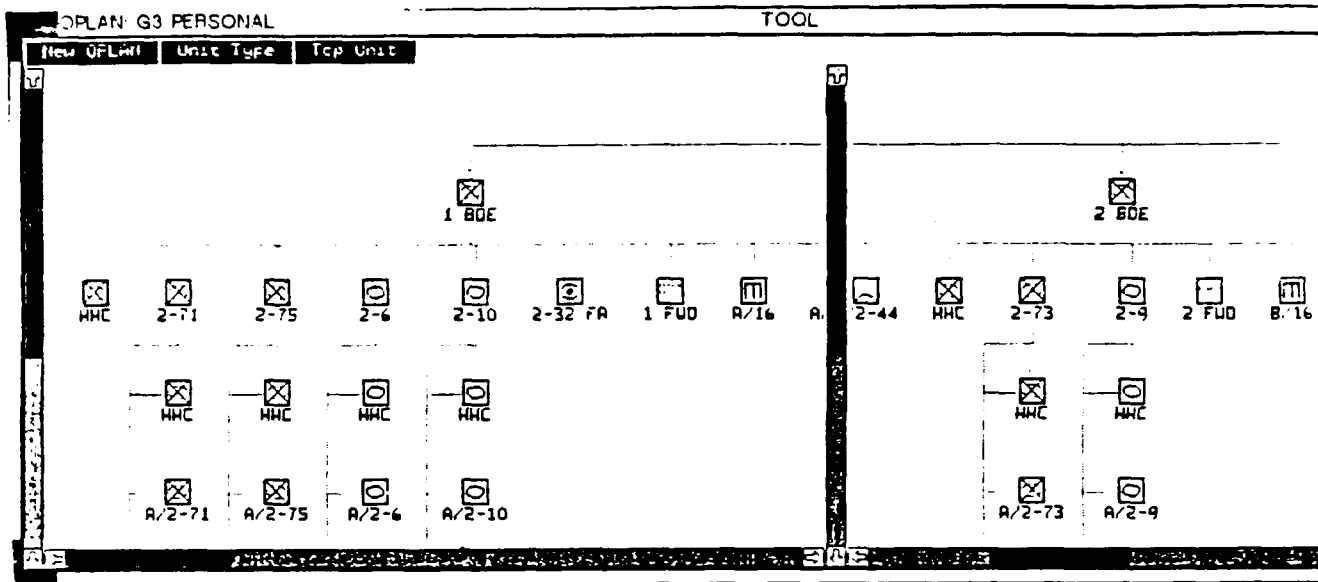 OPLAN: G3 PERSONAL TOOL
New OPLAN Unit Type Top Unit
1 BDE 2 BDE
HHC 2-71 2-75 2-6 2-10 2-32 FA 1 FWD A/16 2-44 HHC 2-73 2-9 2 FWD B/16
HHC HHC HHC HHC HHC HHC
A/2-71 A/2-75 A/2-6 A/2-10 A/2-73 A/2-9